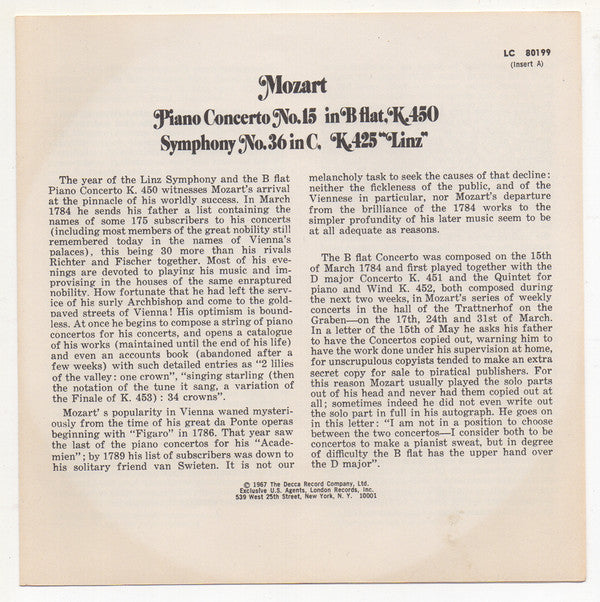 LC 80199
(Insert A)
Mozart
Piano Concerto No.15 in B flat, K.450
Symphony No.36 in C, K.425 "Linz"
The year of the Linz Symphony and the B flat
Piano Concerto K. 450 witnesses Mozart's arrival
at the pinnacle of his worldly success. In March
1784 he sends his father a list containing the
names of some 175 subscribers to his concerts
(including most members of the great nobility still
remembered today in the names of Vienna's
palaces), this being 30 more than his rivals
Richter and Fischer together. Most of his eve-
nings are devoted to playing his music and im-
provising in the houses of the same enraptured
nobility. How fortunate that he had left the serv-
ice of his surly Archbishop and come to the gold-
paved streets of Vienna! His optimism is bound-
less. At once he begins to compose a string of piano
concertos for his concerts, and opens a catalogue
of his works (maintained until the end of his life)
and even an accounts book (abandoned after a
few weeks) with such detailed entries as "2 lilies
of the valley: one crown", "singing starling (then
the notation of the tune it sang, a variation of
the Finale of K. 453) : 34 crowns".
Mozart' s popularity in Vienna waned mysteri-
ously from the time of his great da Ponte operas
beginning with "Figaro" in 1786. That year saw
the last of the piano concertos for his "Acade-
mien"; by 1789 his list of subscribers was down to
his solitary friend van Swieten. It is not our
melancholy task to seek the causes of that decline:
neither the fickleness of the public, and of the
Viennese in particular, nor Mozart's departure
from the brilliance of the 1784 works to the
simpler profundity of his later music seem to be
at all adequate as reasons.
The B flat Concerto was composed on the 15th
of March 1784 and first played together with the
D major Concerto K. 451 and the Quintet for
piano and Wind K. 452, both composed during
the next two weeks, in Mozart's series of weekly
concerts in the hall of the Trattnerhof on the
Graben—on the 17th, 24th and 31st of March.
In a letter of the 15th of May he asks his father
to have the Concertos copied out, warning him to
have the work done under his supervision at home,
for unscrupulous copyists tended to make an extra
secret copy for sale to piratical publishers. For
this reason Mozart usually played the solo parts
out of his head and never had them copied out at
all; sometimes indeed he did not even write out
the solo part in full in his autograph. He goes on
in this letter: "I am not in a position to choose
between the two concertos—I consider both to be
concertos to make a pianist sweat, but in degree
of difficulty the B flat has the upper hand over
the D major".
© 1967 The Decca Record Company, Ltd.
Exclusive U.S. Agents, London Records, Inc.
539 West 25th Street, New York, N. Y. 10001